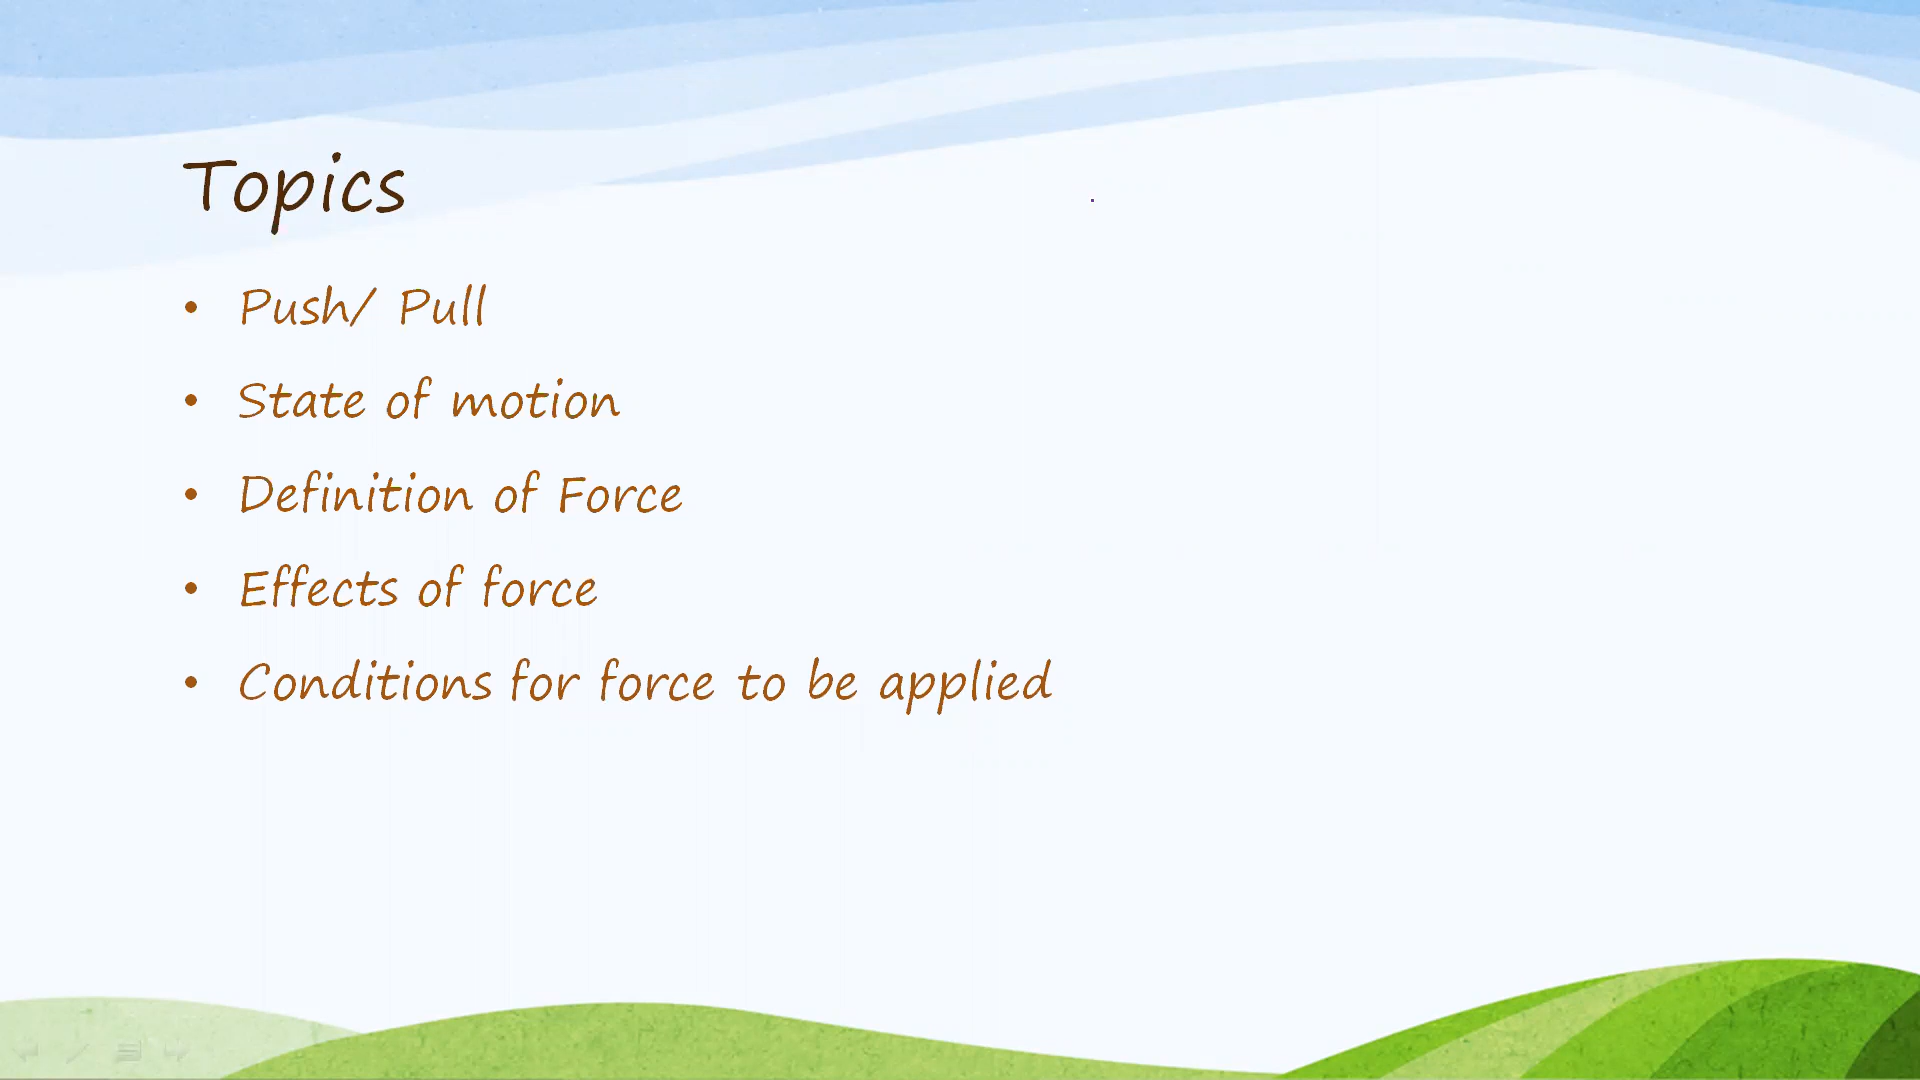 Topics
• Push/ Pull
• State of motion
• Definition of Force
• Effects of force
• Conditions for force to be applied